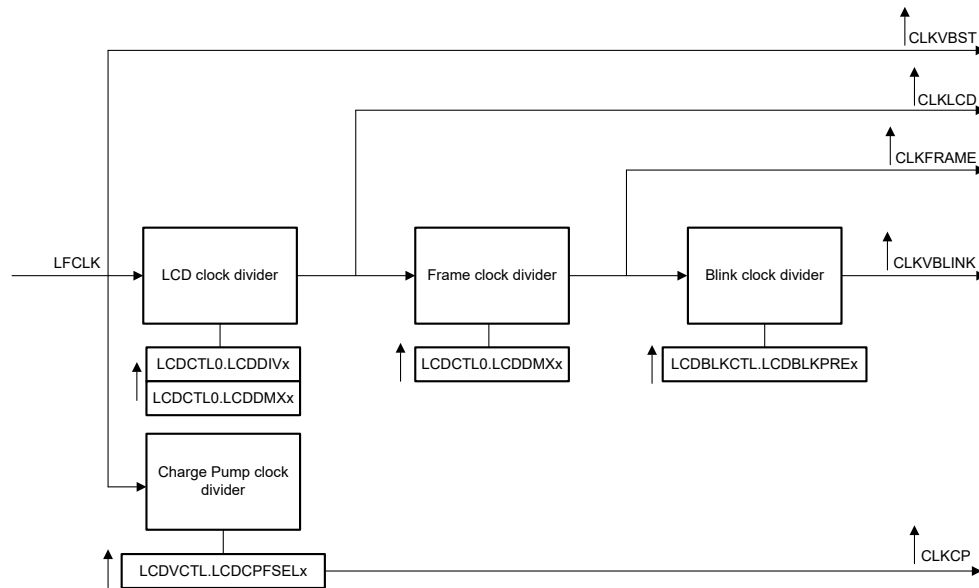 CLKVBST
CLKLCD
CLKFRAME
LFCLK
LCD clock divider
Frame clock divider
Blink clock divider
CLKVBLINK
LCDCTL0.LCDDIVx
LCDCTL0.LCDDMXx
LCDCTL0.LCDDMXx
LCDBLKCTL.LCDBLKPREx
Charge Pump clock
divider
LCDVCTL.LCDCPFSELx
CLKCP